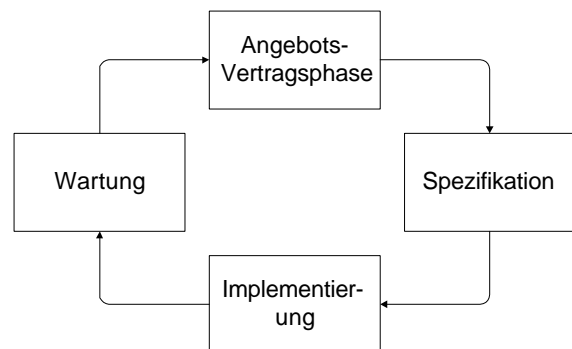 Angebots-
Vertragsphase
Wartung
Spezifikation
Implementier-
ung